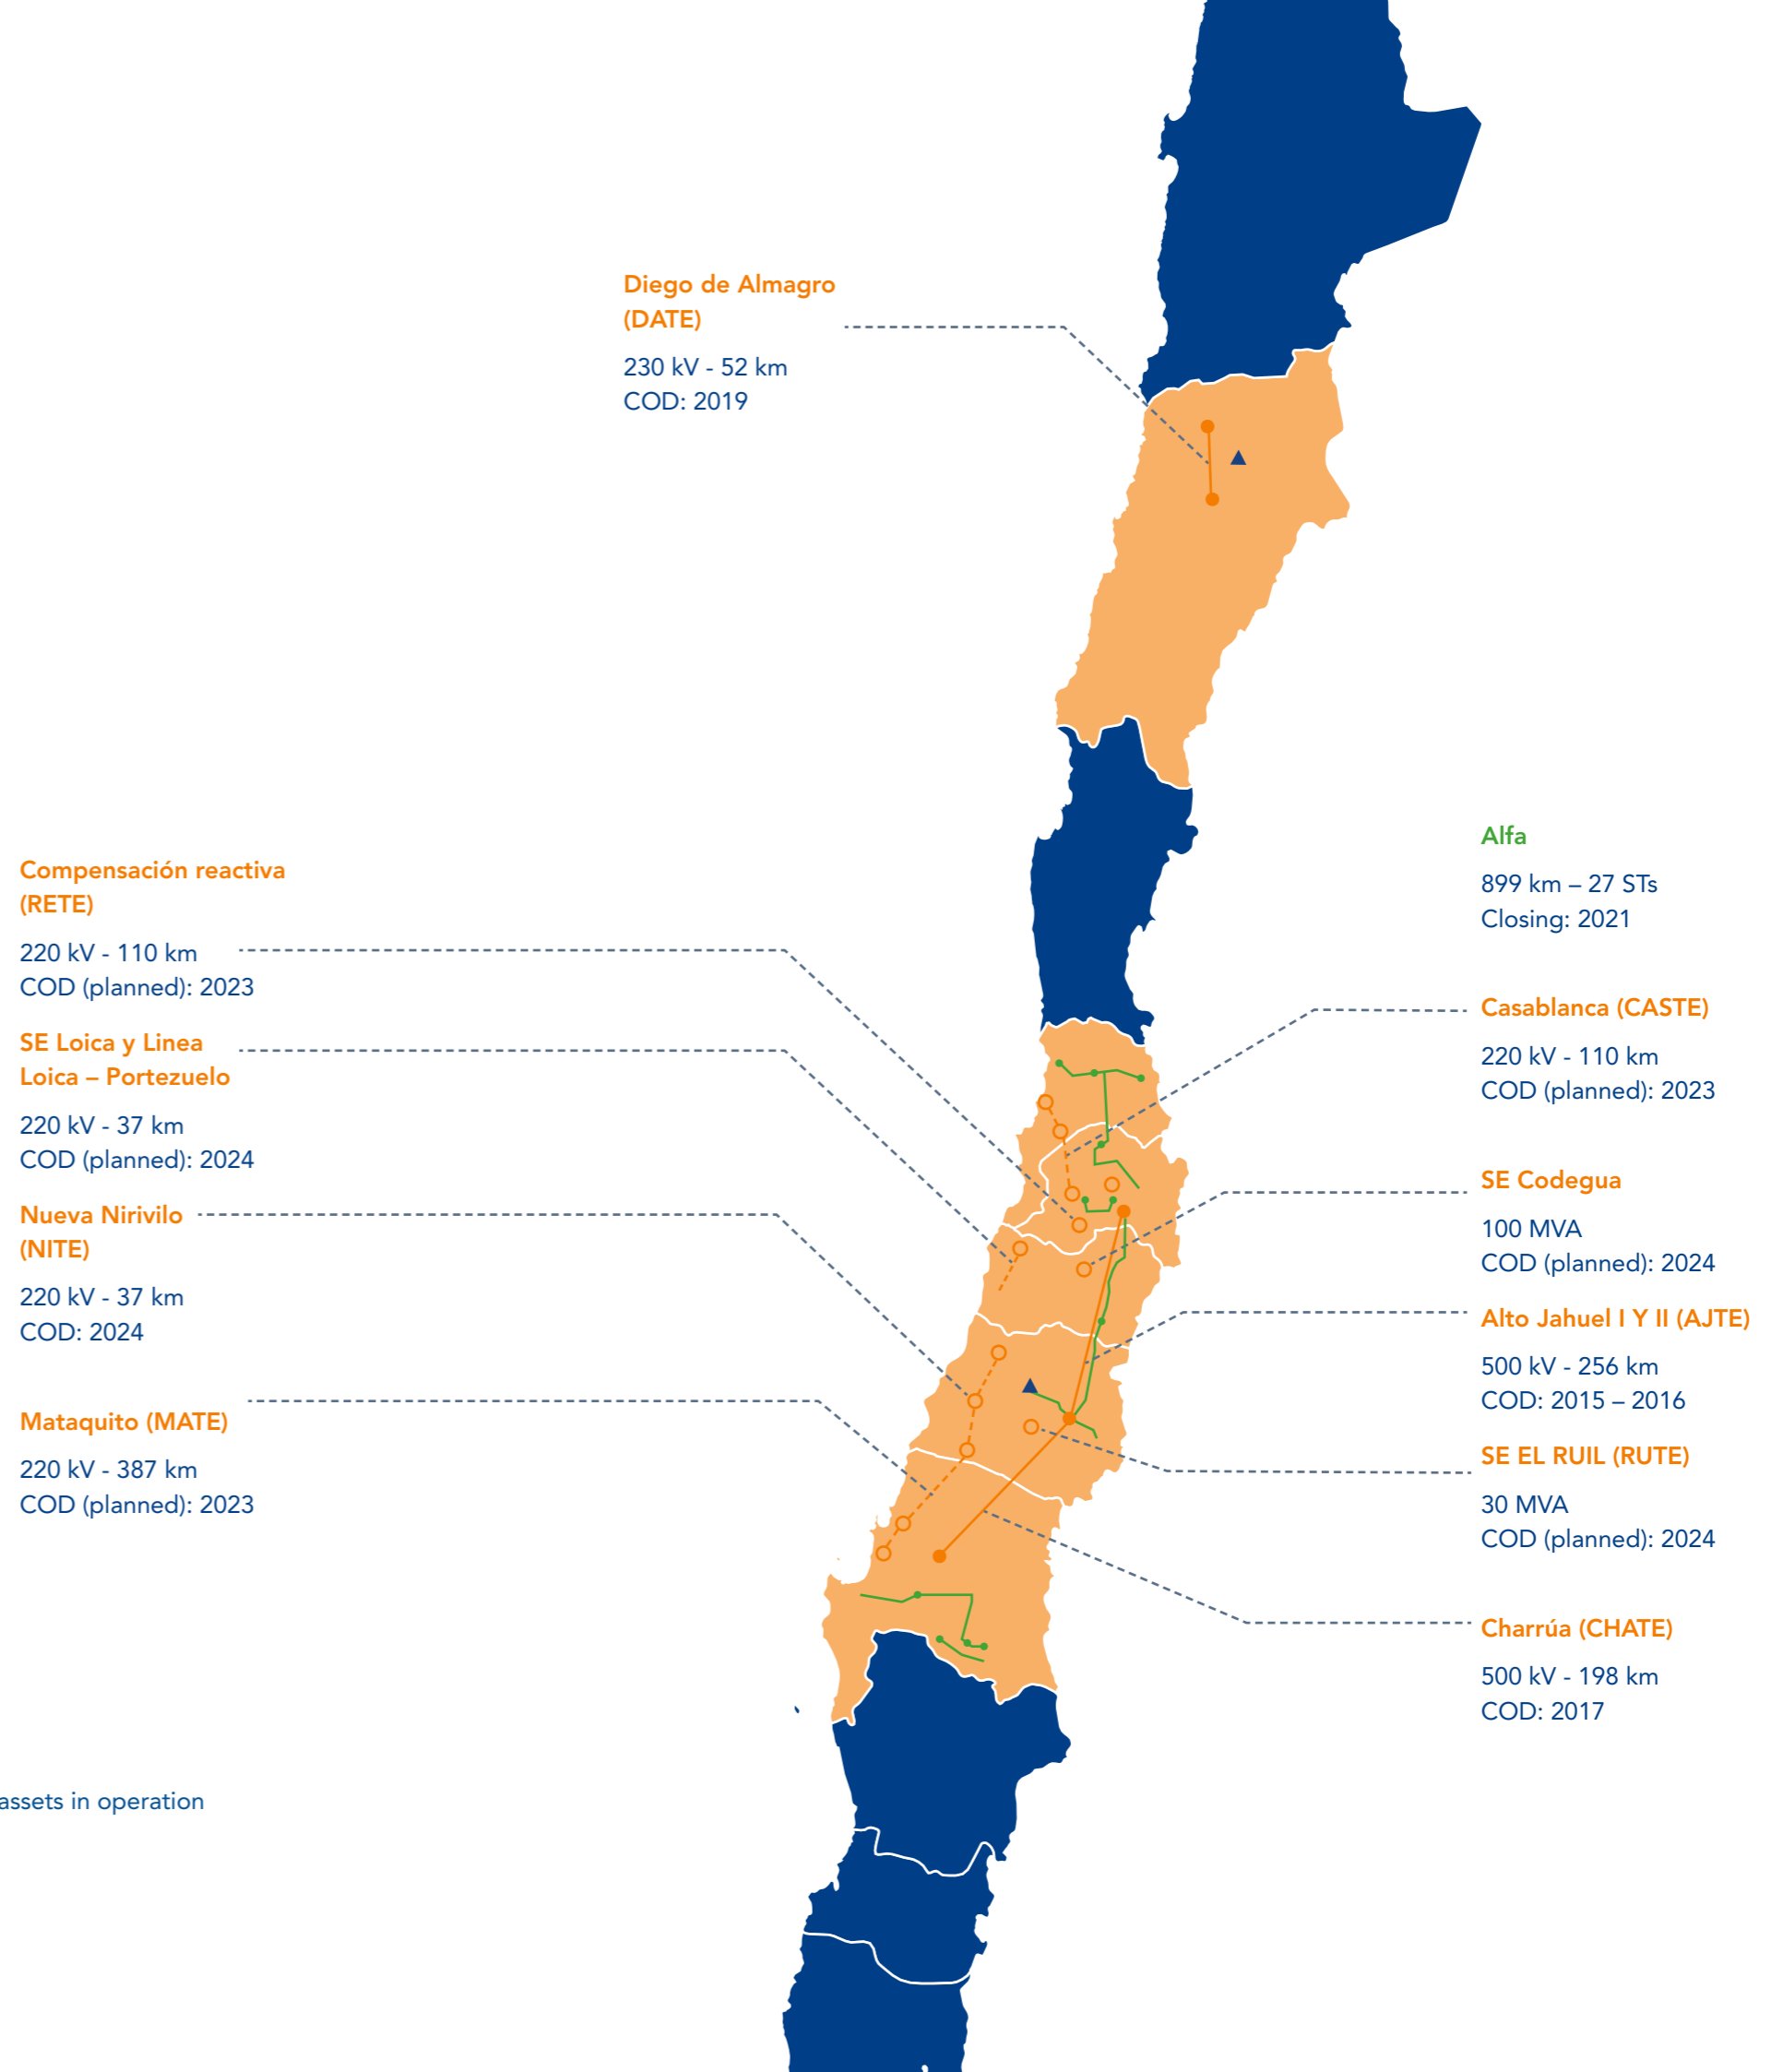 Diego de Almagro
(DATE)
230 kV - 52 km
COD: 2019
Compensación reactiva
(RETE)
220 kV - 110 km
COD (planned): 2023
SE Loica y Linea
Loica – Portezuelo
220 kV - 37 km
COD (planned): 2024
Nueva Nirivilo
(NITE)
220 kV - 37 km
COD: 2024
Mataquito (MATE)
220 kV - 387 km
COD (planned): 2023
Alfa
899 km – 27 STs
Closing: 2021
Casablanca (CASTE)
220 kV - 110 km
COD (planned): 2023
SE Codegua
100 MVA
COD (planned): 2024
Alto Jahuel I Y II (AJTE)
500 kV - 256 km
COD: 2015 – 2016
SE EL RUIL (RUTE)
30 MVA
COD (planned): 2024
Charrúa (CHATE)
500 kV - 198 km
COD: 2017
assets in operation